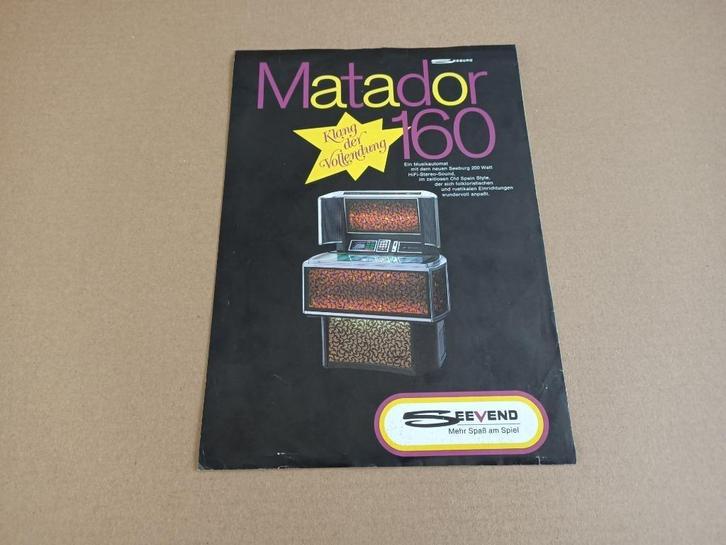 SEEBURG
Matador
160
Klang
der
Vollendung
Ein Musikautomat
mit dem neuen Seeburg 200 Watt
HiFi-Stereo-Sound,
im zeitlosen Old Spain Style,
der sich folkloristischen
und rustikalen Einrichtungen
wundervoll anpaßt.
SEEVEND
Mehr Spaß am Spiel